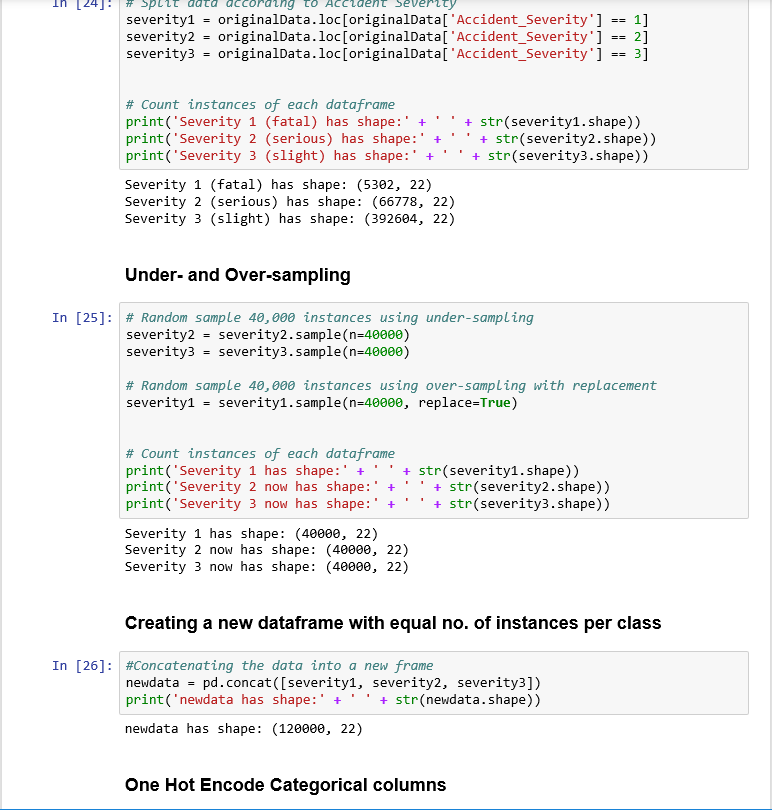 In [24]: # Split data according to Accident Severity
severity1 = originalData.loc[originalData['Accident_Severity'] == 1]
severity2 = originalData.loc[originalData['Accident_Severity'] == 2]
severity3 = originalData.loc[originalData['Accident_Severity'] == 3]
# Count instances of each dataframe
print('Severity 1 (fatal) has shape:' + ' ' + str(severity1.shape))
print('Severity 2 (serious) has shape:' + ' ' + str(severity2.shape))
print('Severity 3 (slight) has shape:' + ' ' + str(severity3.shape))
Severity 1 (fatal) has shape: (5302, 22)
Severity 2 (serious) has shape: (66778, 22)
Severity 3 (slight) has shape: (392604, 22)
Under- and Over-sampling
In [25]: # Random sample 40,000 instances using under-sampling
severity2 = severity2.sample(n=40000)
severity3 = severity3.sample(n=40000)
# Random sample 40,000 instances using over-sampling with replacement
severity1 = severity1.sample(n=40000, replace=True)
# Count instances of each dataframe
print('Severity 1 has shape:' + ' ' + str(severity1.shape))
print('Severity 2 now has shape:' + ' ' + str(severity2.shape))
print('Severity 3 now has shape:' + ' ' + str(severity3.shape))
Severity 1 has shape: (40000, 22)
Severity 2 now has shape: (40000, 22)
Severity 3 now has shape: (40000, 22)
Creating a new dataframe with equal no. of instances per class
In [26]: #Concatenating the data into a new frame
newdata = pd.concat([severity1, severity2, severity3])
print('newdata has shape:' + ' ' + str(newdata.shape))
newdata has shape: (120000, 22)
One Hot Encode Categorical columns